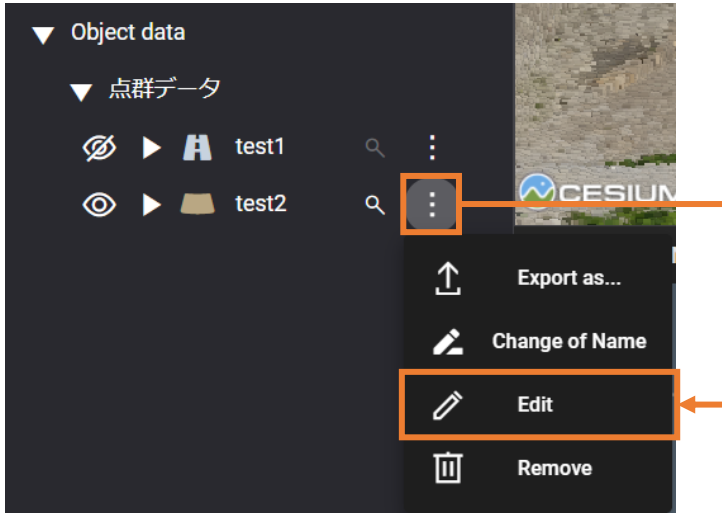 Object data
点群データ
test1
test2
CESIUM
Export as...
Change of Name
Edit
Remove